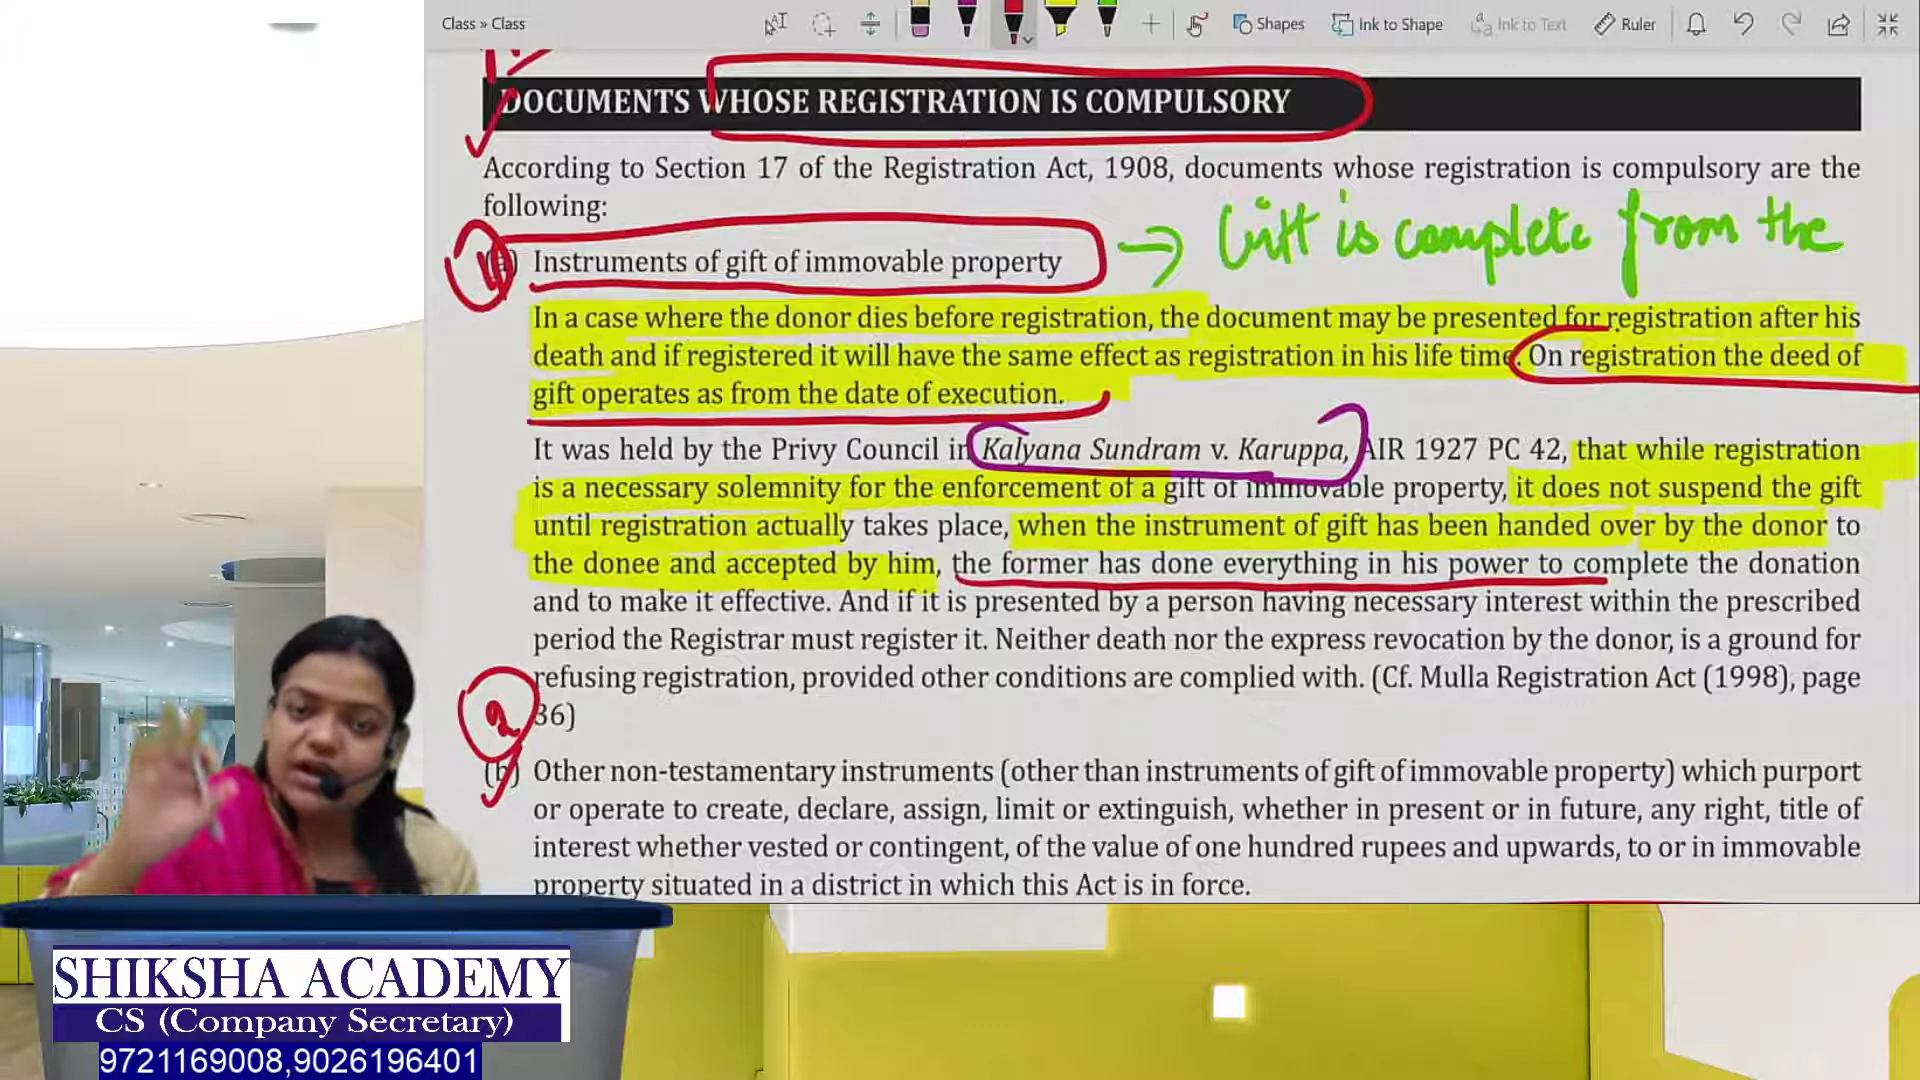 Class » Class
Shapes
Ink to Shape
Ink to Text
Ruler
DOCUMENTS WHOSE REGISTRATION IS COMPULSORY
According to Section 17 of the Registration Act, 1908, documents whose registration is compulsory are the
following:
(a) Instruments of gift of immovable property
→ Gift is complete from the
In a case where the donor dies before registration, the document may be presented for registration after his
death and if registered it will have the same effect as registration in his life time. On registration the deed of
gift operates as from the date of execution.
It was held by the Privy Council in Kalyana Sundram v. Karuppa, AIR 1927 PC 42, that while registration
is a necessary solemnity for the enforcement of a gift of immovable property, it does not suspend the gift
until registration actually takes place, when the instrument of gift has been handed over by the donor to
the donee and accepted by him, the former has done everything in his power to complete the donation
and to make it effective. And if it is presented by a person having necessary interest within the prescribed
period the Registrar must register it. Neither death nor the express revocation by the donor, is a ground for
refusing registration, provided other conditions are complied with. (Cf. Mulla Registration Act (1998), page
36)
2
(b) Other non-testamentary instruments (other than instruments of gift of immovable property) which purport
or operate to create, declare, assign, limit or extinguish, whether in present or in future, any right, title of
interest whether vested or contingent, of the value of one hundred rupees and upwards, to or in immovable
property situated in a district in which this Act is in force.
SHIKSHA ACADEMY
CS (Company Secretary)
9721169008,9026196401